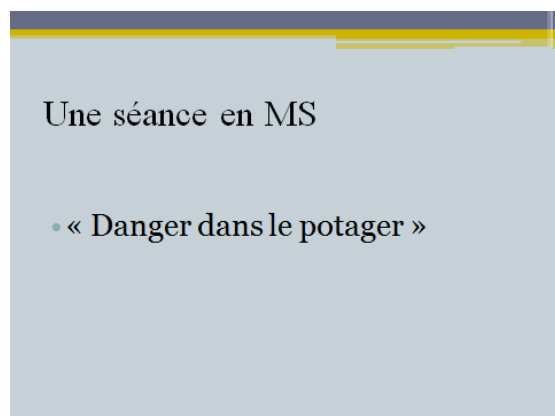 Une séance en MS
• « Danger dans le potager »